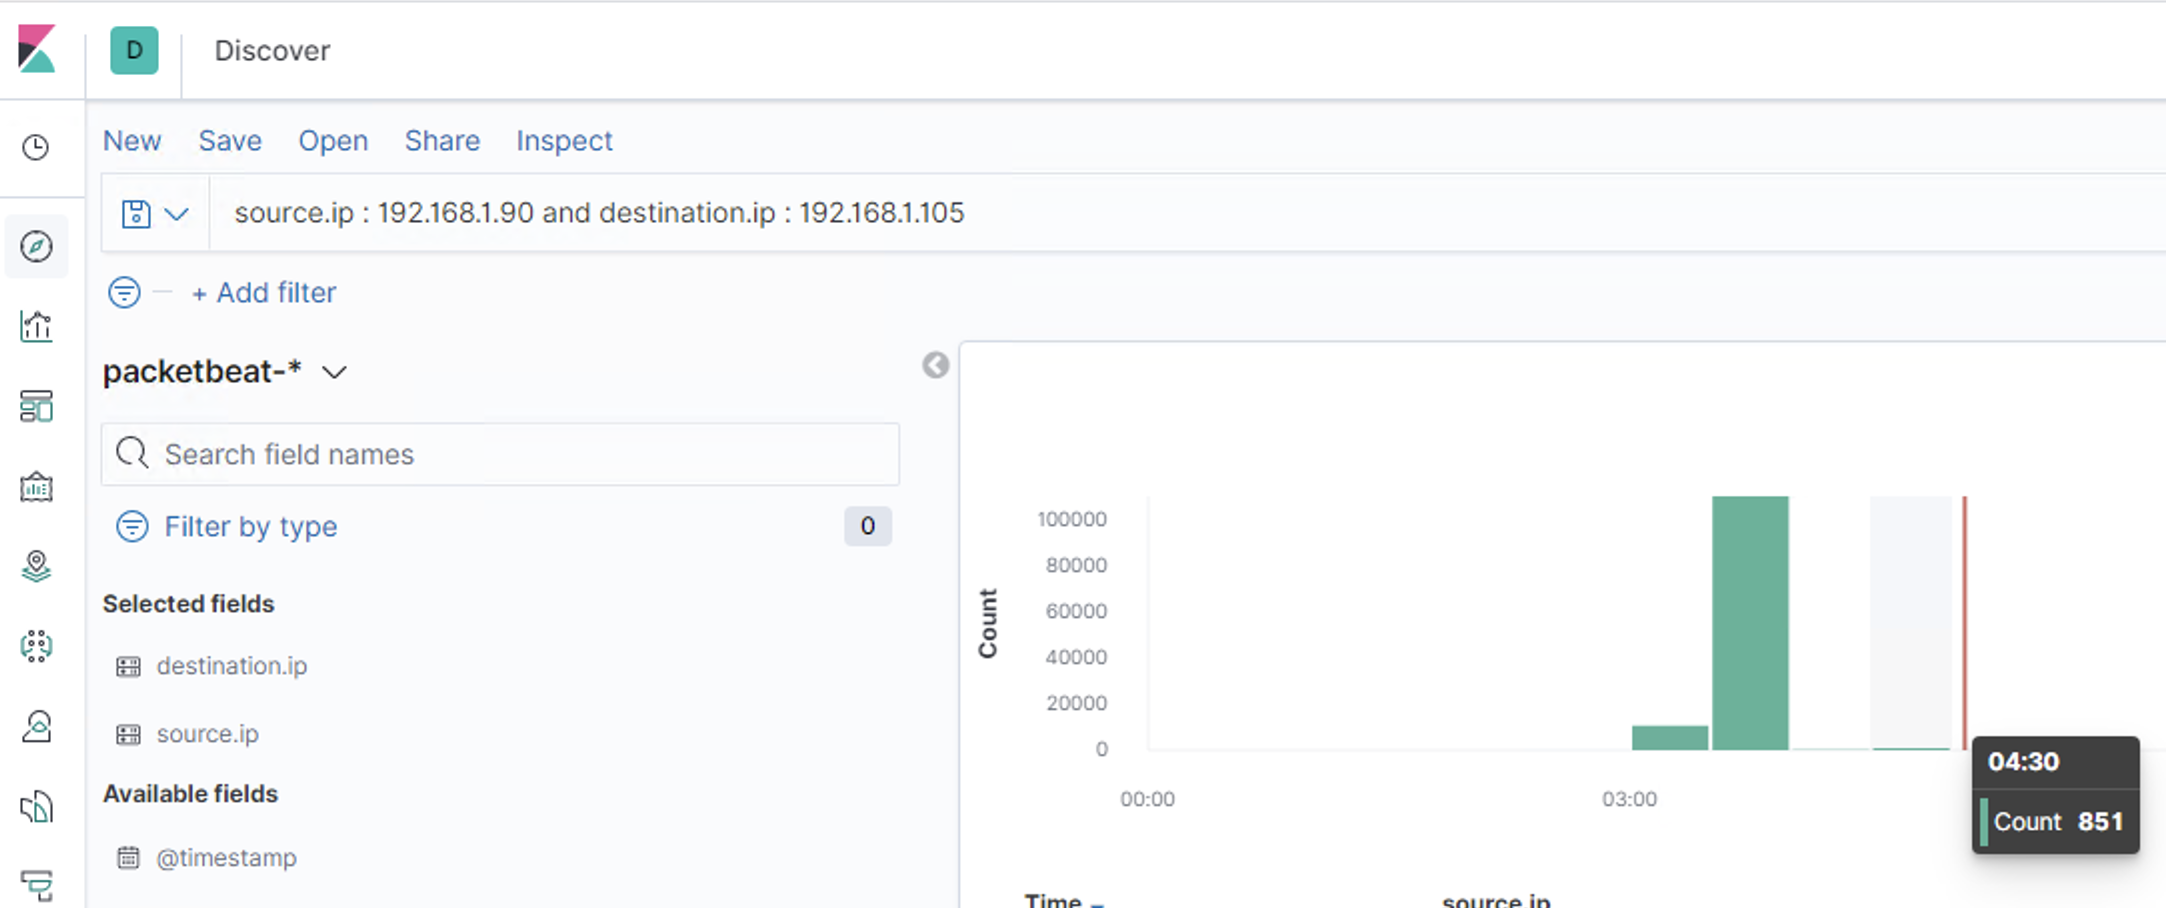 D
Discover
New Save Open Share Inspect
source.ip : 192.168.1.90 and destination.ip : 192.168.1.105
+ Add filter
packetbeat-*
Search field names
Filter by type 0
Selected fields
destination.ip
source.ip
Available fields
@timestamp
Count
100000
80000
60000
40000
20000
0
00:00 03:00
04:30
Count 851
Time source.ip